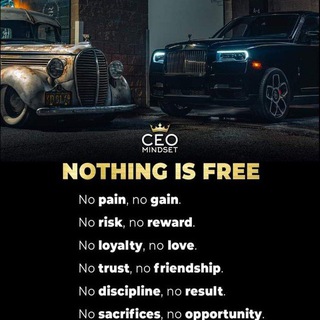 CEO
MINDSET
NOTHING IS FREE
No pain, no gain.
No risk, no reward.
No loyalty, no love.
No trust, no friendship.
No discipline, no result.
No sacrifices, no opportunity.